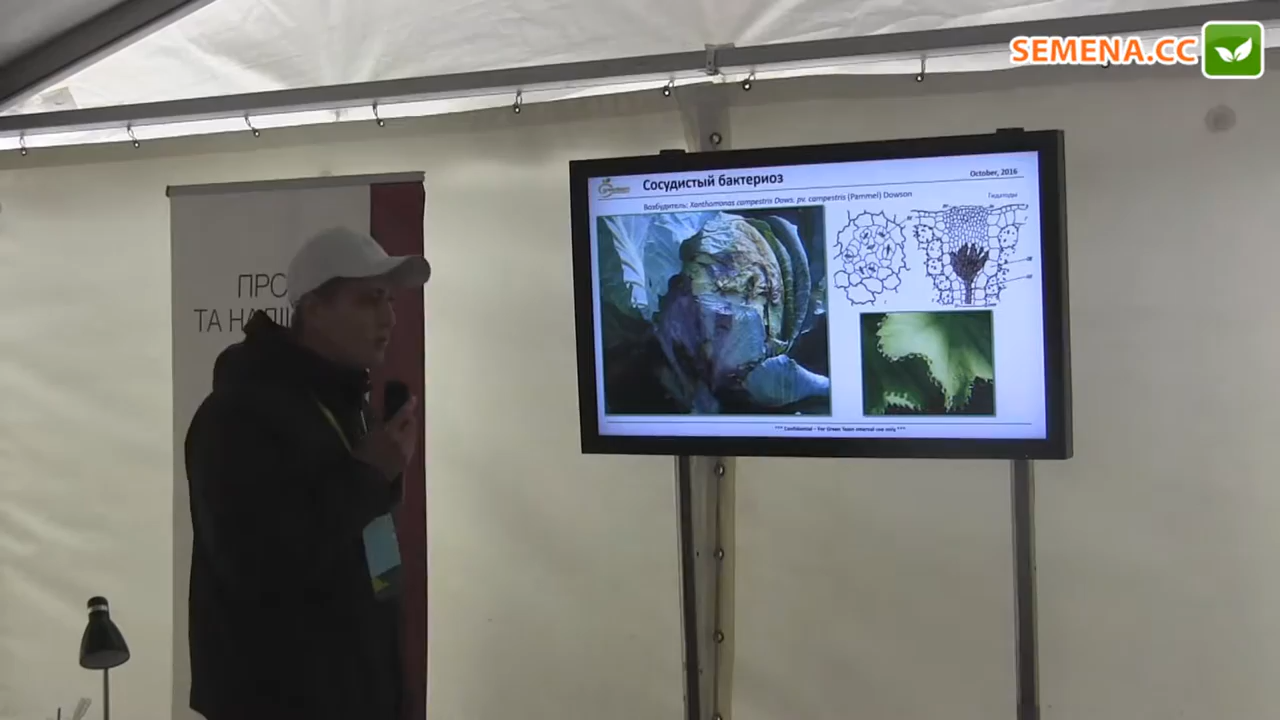 SEMENA.CC
ПРО
ТА НАДІЙ
Сосудистый бактериоз
October, 2016
Возбудитель: Xanthomonas campestris Dows. pv. campestris (Pammel) Dowson
Гидатоды
*** Confidential – For Green Team internal use only ***